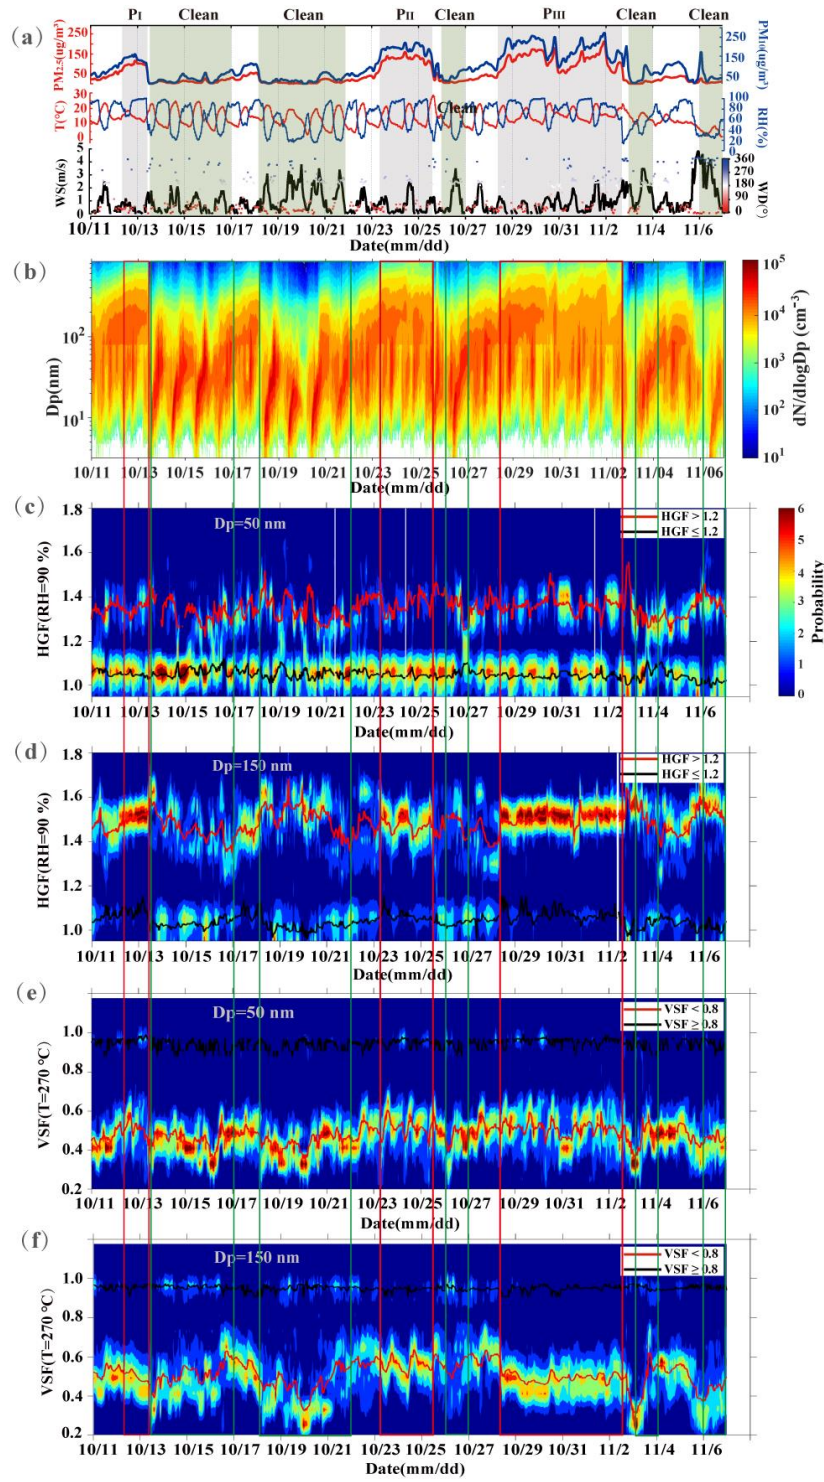 PI Clean Clean PII Clean PIII Clean Clean
(a)
PM2.5(ug/m³)
250
150
50
PM10(ug/m³)
250
150
50
T(°C)
30
20
10
0
Clean
RH(%)
100
80
60
40
20
0
WS(m/s)
5
4
3
2
1
0
WD(°)
360
270
180
90
0
10/11 10/13 10/15 10/17 10/19 10/21 10/23 10/25 10/27 10/29 10/31 11/02 11/4 11/6
Date(mm/dd)
(b)
Dp(nm)
10²
10¹
dN/dlogDp (cm⁻³)
10⁵
10⁴
10³
10²
10¹
10/11 10/13 10/15 10/17 10/19 10/21 10/23 10/25 10/27 10/29 10/31 11/02 11/04 11/06
Date(mm/dd)
(c)
Dp=50 nm
HGF > 1.2
HGF ≤ 1.2
HGF(RH=90 %)
1.8
1.6
1.4
1.2
1.0
Probability
6
5
4
3
2
1
0
10/11 10/13 10/15 10/17 10/19 10/21 10/23 10/25 10/27 10/29 10/31 11/2 11/4 11/6
Date(mm/dd)
(d)
Dp=150 nm
HGF > 1.2
HGF ≤ 1.2
HGF(RH=90 %)
1.8
1.6
1.4
1.2
1.0
10/11 10/13 10/15 10/17 10/19 10/21 10/23 10/25 10/27 10/29 10/31 11/2 11/4 11/6
Date(mm/dd)
(e)
Dp=50 nm
VSF < 0.8
VSF ≥ 0.8
VSF(T=270 °C)
1.0
0.8
0.6
0.4
0.2
10/11 10/13 10/15 10/17 10/19 10/21 10/23 10/25 10/27 10/29 10/31 11/2 11/4 11/6
Date(mm/dd)
(f)
Dp=150 nm
VSF < 0.8
VSF ≥ 0.8
VSF(T=270 °C)
1.0
0.8
0.6
0.4
0.2
10/11 10/13 10/15 10/17 10/19 10/21 10/23 10/25 10/27 10/29 10/31 11/2 11/4 11/6
Date(mm/dd)